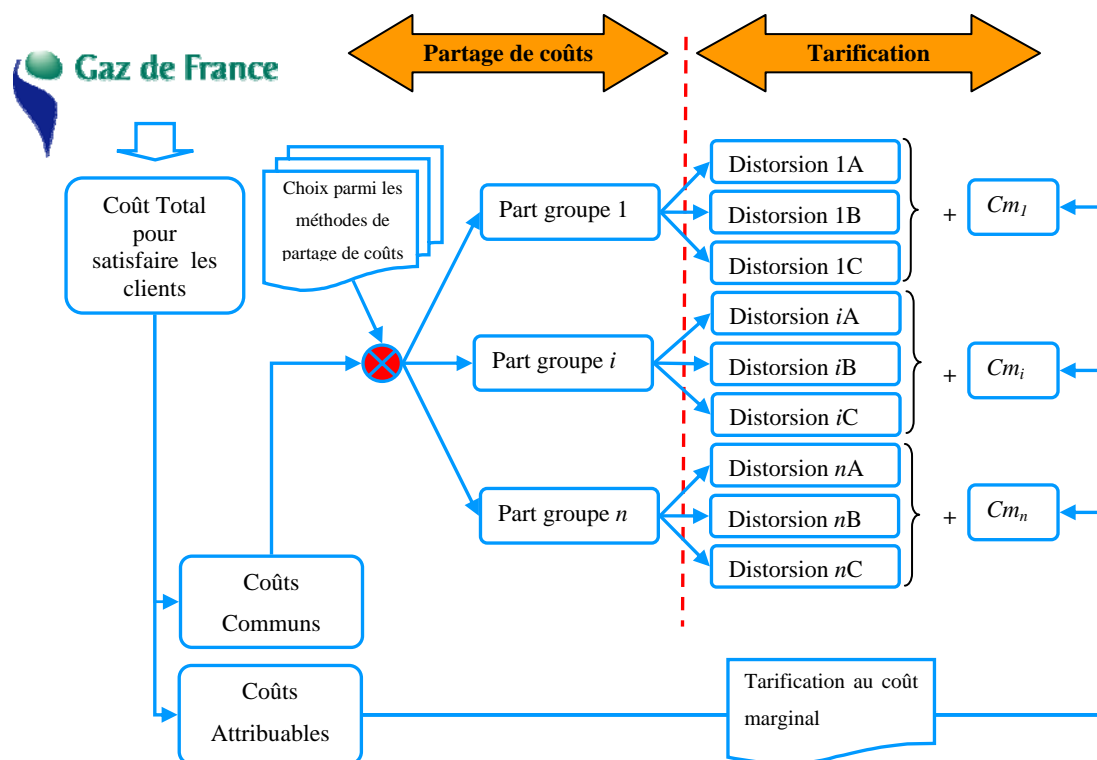 Partage de coûts
Tarification
Gaz de France
Coût Total
pour
satisfaire les
clients
Choix parmi les
méthodes de
partage de coûts
Part groupe 1
Part groupe i
Part groupe n
Distorsion 1A
Distorsion 1B
Distorsion 1C
+
Cm1
Distorsion iA
Distorsion iB
Distorsion iC
+
Cmi
Distorsion nA
Distorsion nB
Distorsion nC
+
Cmn
Coûts
Communs
Coûts
Attribuables
Tarification au coût
marginal